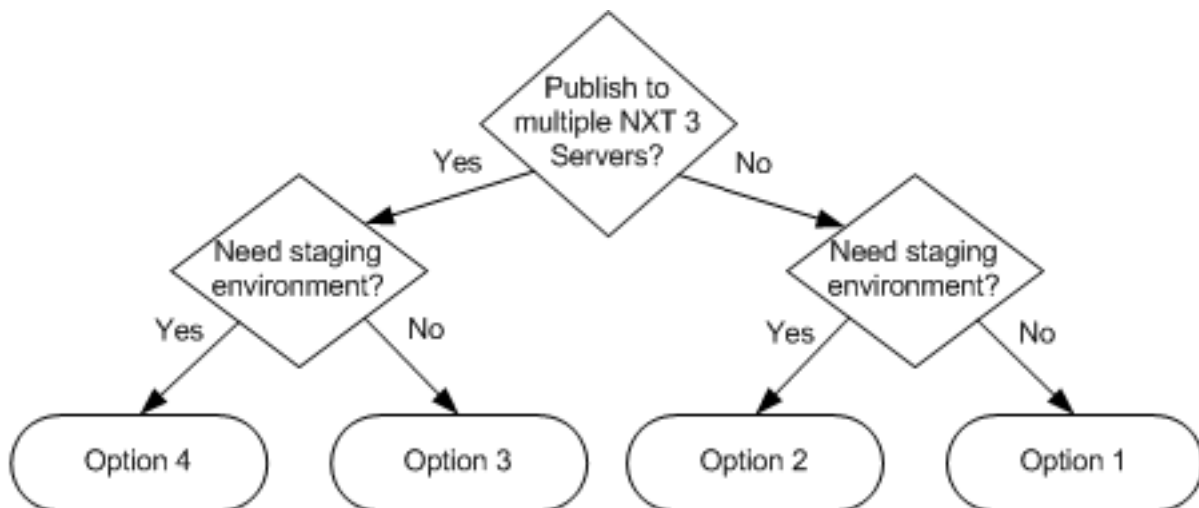 Publish to
multiple NXT 3
Servers?
Yes
No
Need staging
environment?
Need staging
environment?
Yes
No
Yes
No
Option 4
Option 3
Option 2
Option 1